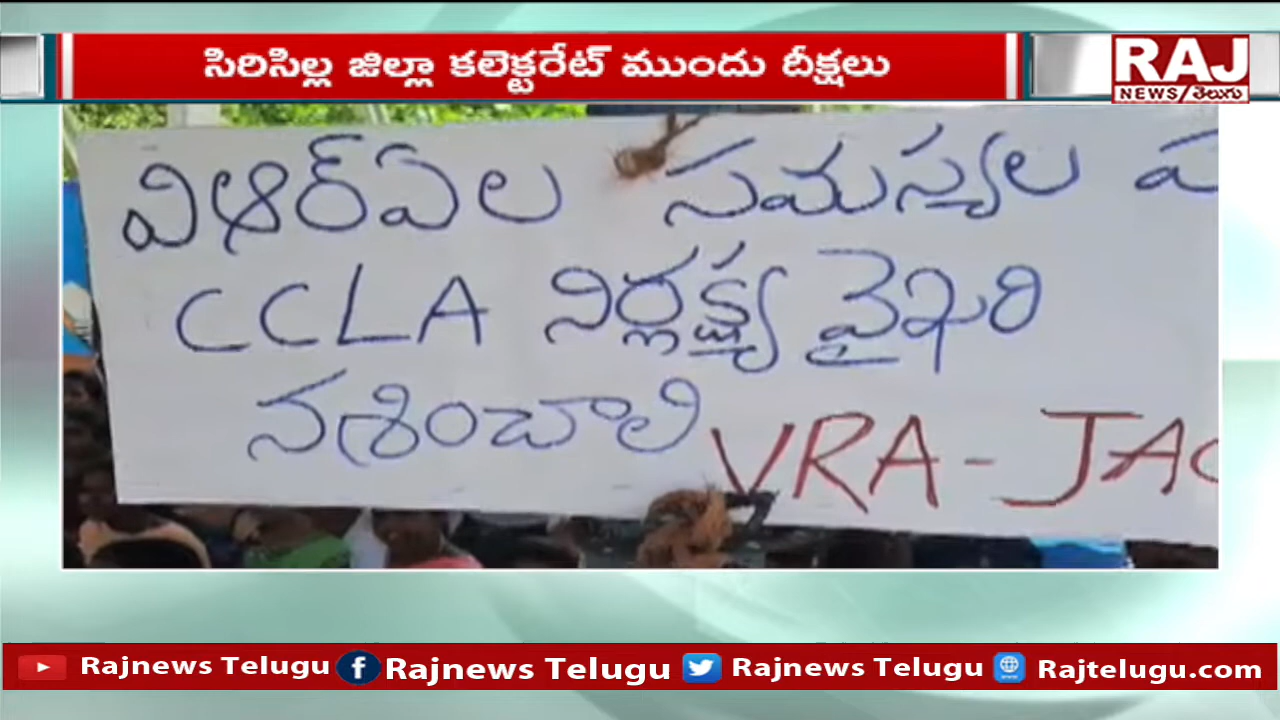 సిరిసిల్ల జిల్లా కలెక్టరేట్ ముందు దీక్షలు
RAJ
NEWS తెలుగు
విఆర్ఏల సమస్యల ప
CCLA నిర్లక్ష్య వైఖరి
నశించాలి VRA-JAC
Rajnews Telugu Rajnews Telugu Rajnews Telugu Rajtelugu.com